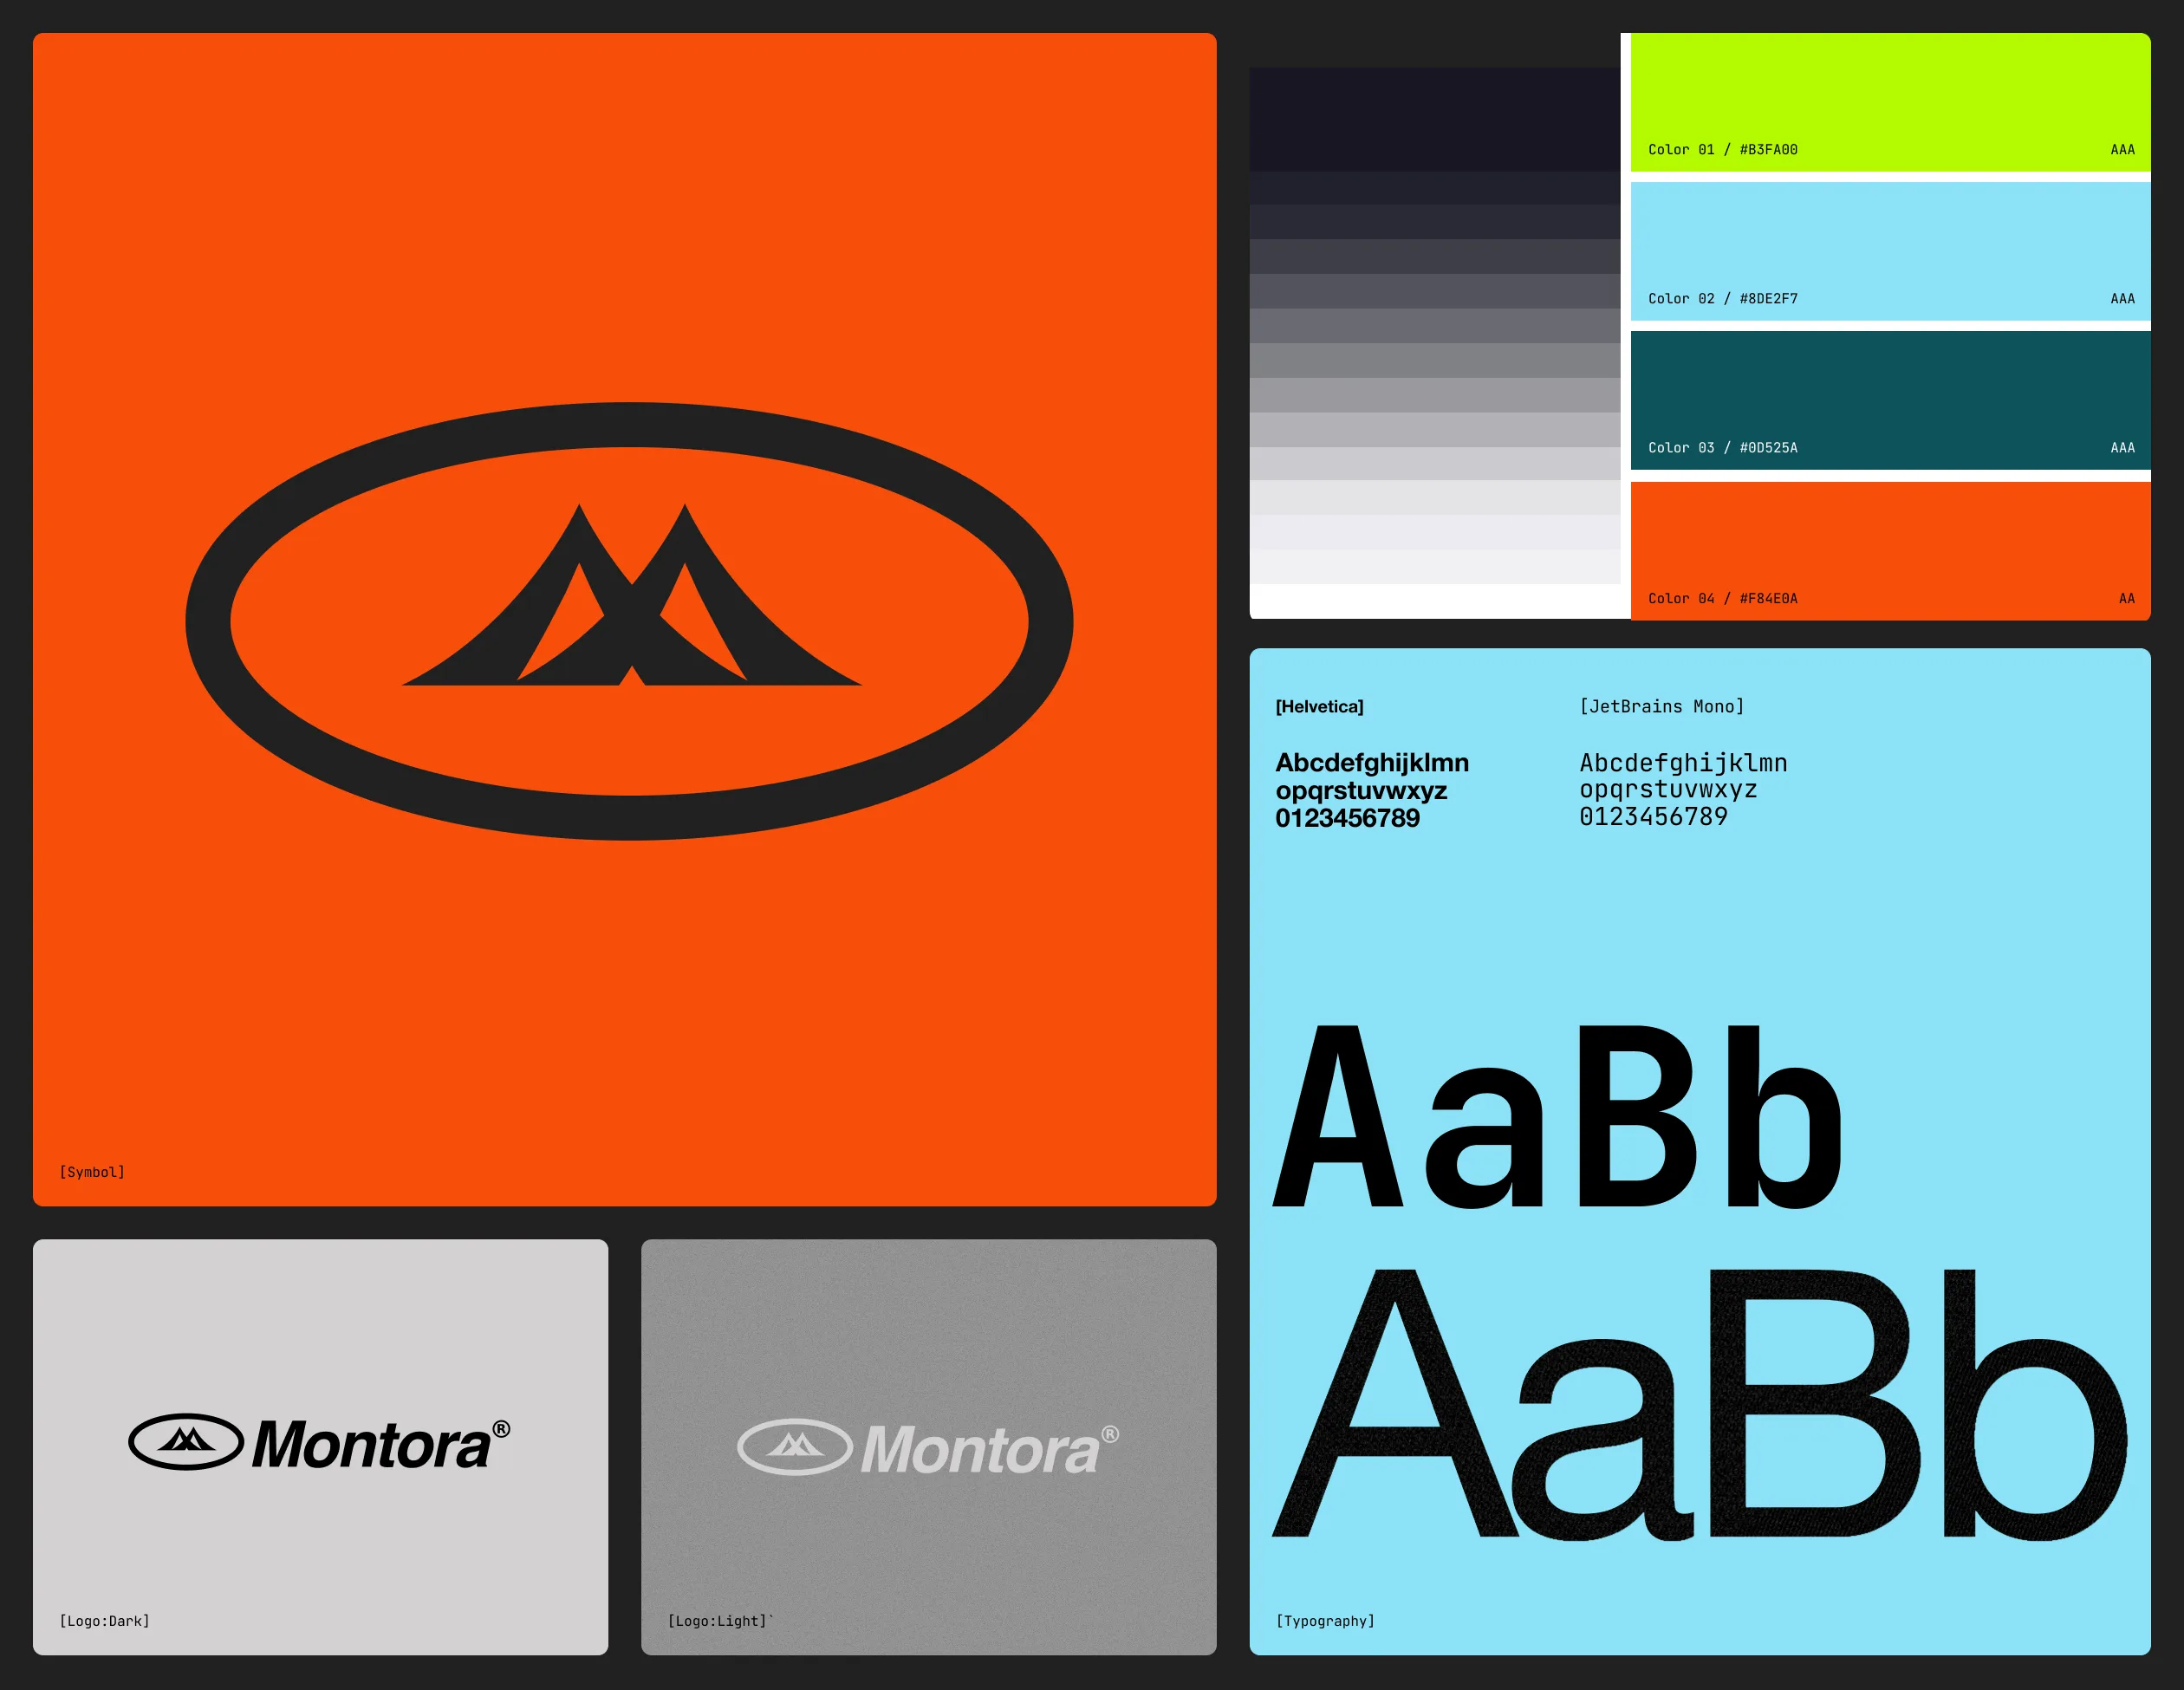 [Symbol]
Montora®
[Logo:Dark]
Montora®
[Logo:Light]`
Color 01 / #B3FA00 AAA
Color 02 / #8DE2F7 AAA
Color 03 / #0D525A AAA
Color 04 / #F84E0A AA
[Helvetica]
Abcdefghijklmn
opqrstuvwxyz
0123456789
[JetBrains Mono]
Abcdefghijklmn
opqrstuvwxyz
0123456789
AaBb
AaBb
[Typography]